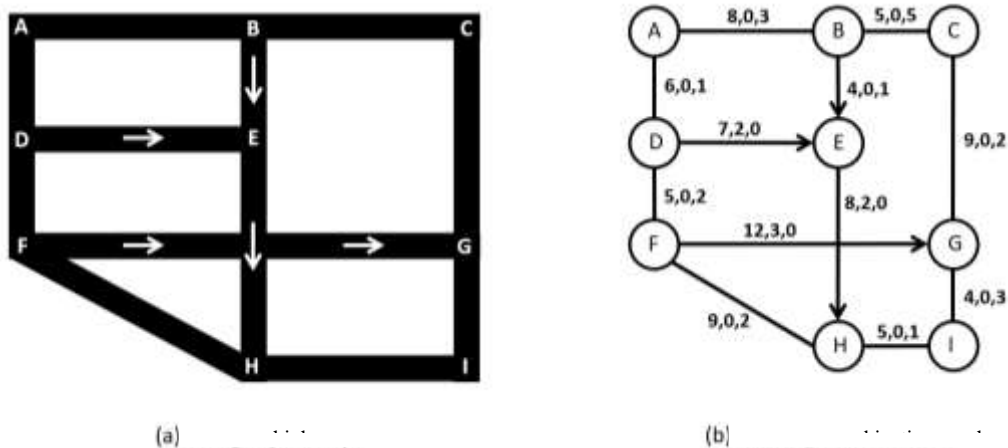 A B C
D E
F G
H I
(a)
A 8,0,3 B 5,0,5 C
6,0,1 4,0,1
D 7,2,0 E 9,0,2
5,0,2 8,2,0
F 12,3,0 G
9,0,2 4,0,3
H 5,0,1 I
(b)